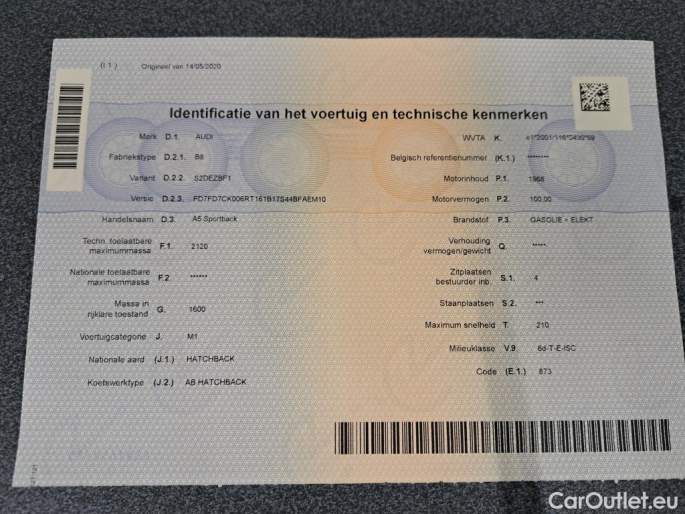 (I 1) Origineel van 14/05/2020
Identificatie van het voertuig en technische kenmerken
Merk D.1. AUDI
Fabriekstype D.2.1. B8
Variant D.2.2. S2DEZBF1
Versie D.2.3. FD7FD7CK006RT161B17S44BFAEM10
Handelsnaam D.3. A5 Sportback
Techn. toelaatbare
maximummassa F.1. 2120
Nationale toelaatbare
maximummassa F.2. ******
Massa in
rijklare toestand G. 1600
Voertuigcategorie J. M1
Nationale aard (J.1.) HATCHBACK
Koetswerktype (J.2.) AB HATCHBACK
WVTA K.
Belgisch referentienummer (K.1.) ********
Motorinhoud P.1. 1968
Motorvermogen P.2. 100.00
Brandstof P.3. GASOLIE + ELEKT
Verhouding
vermogen/gewicht Q. *****
Zitplaatsen
bestuurder inb. S.1. 4
Staanplaatsen S.2. ***
Maximum snelheid T. 210
Milieuklasse V.9. 6d-T-E-ISC
Code (E.1.) 873
CarOutlet.eu